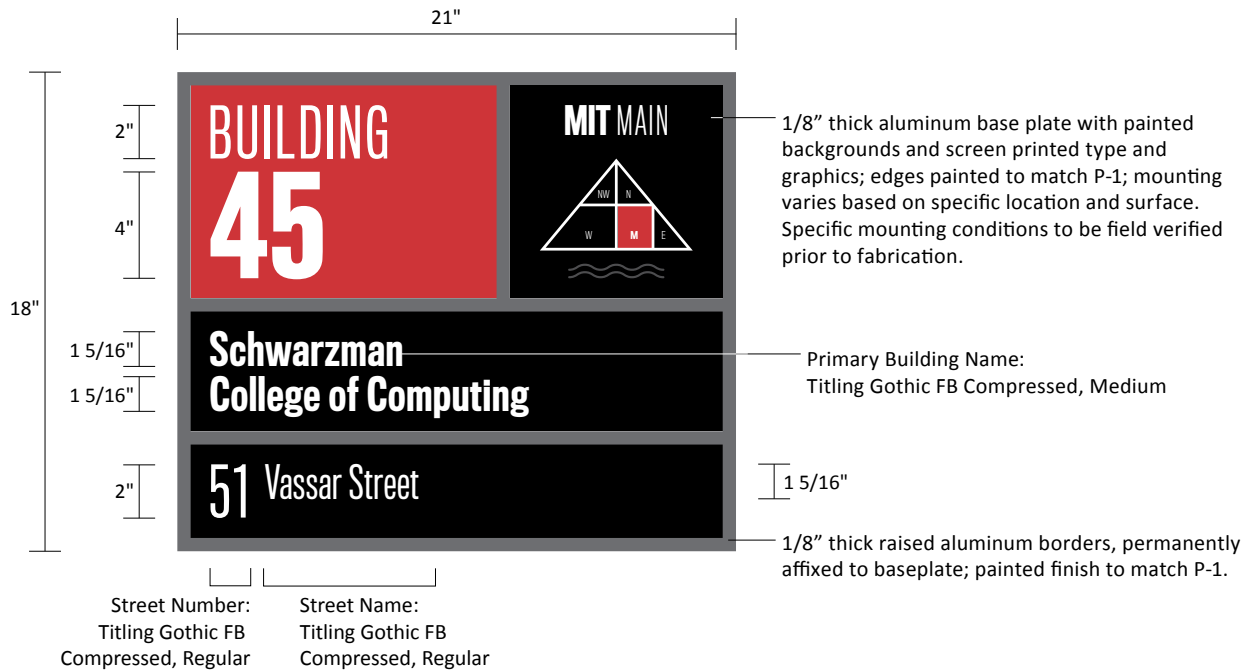 21"
18"
2"
4"
1 5/16"
1 5/16"
2"
BUILDING
45
MIT MAIN
NW N
W M E
Schwarzman
College of Computing
51 Vassar Street
1/8” thick aluminum base plate with painted
backgrounds and screen printed type and
graphics; edges painted to match P-1; mounting
varies based on specific location and surface.
Specific mounting conditions to be field verified
prior to fabrication.
Primary Building Name:
Titling Gothic FB Compressed, Medium
1 5/16"
1/8” thick raised aluminum borders, permanently
affixed to baseplate; painted finish to match P-1.
Street Number:
Titling Gothic FB
Compressed, Regular
Street Name:
Titling Gothic FB
Compressed, Regular